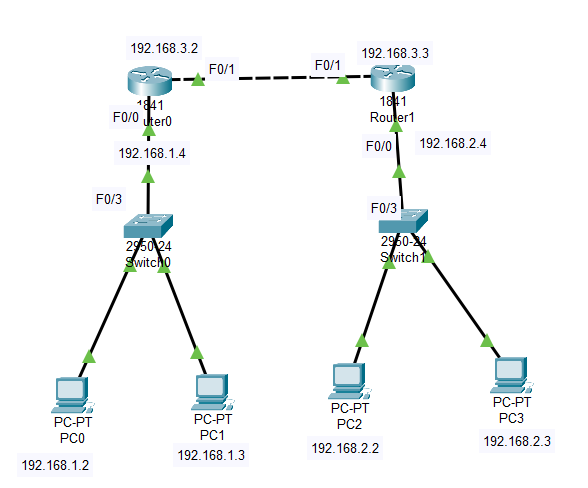 192.168.3.2
192.168.3.3
F0/1
F0/1
1841
Router1
F0/0
192.168.1.4
F0/0
192.168.2.4
F0/3
F0/3
2950-24
Switch0
2950-24
Switch1
PC-PT
PC0
PC-PT
PC1
PC-PT
PC2
PC-PT
PC3
192.168.1.2
192.168.1.3
192.168.2.2
192.168.2.3